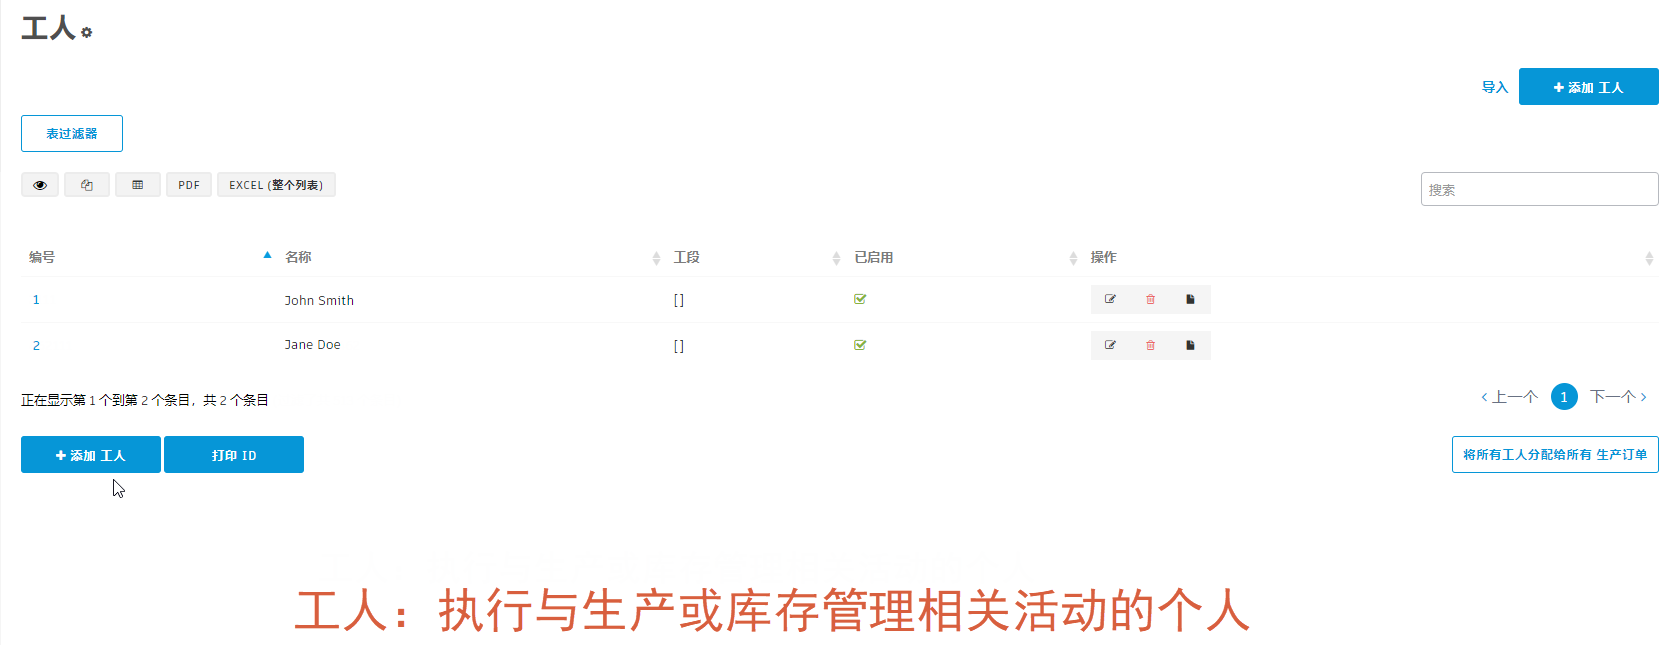 工人
导入 添加 工人
表过滤器
PDF EXCEL (整个列表) 搜索
编号 名称 工段 已启用 操作
1 John Smith []
2 Jane Doe []
正在显示第 1 个到第 2 个条目，共 2 个条目 ‹ 上一个 1 下一个 ›
添加 工人 打印 ID 将所有工人分配给所有 生产订单
工人：执行与生产或库存管理相关活动的个人